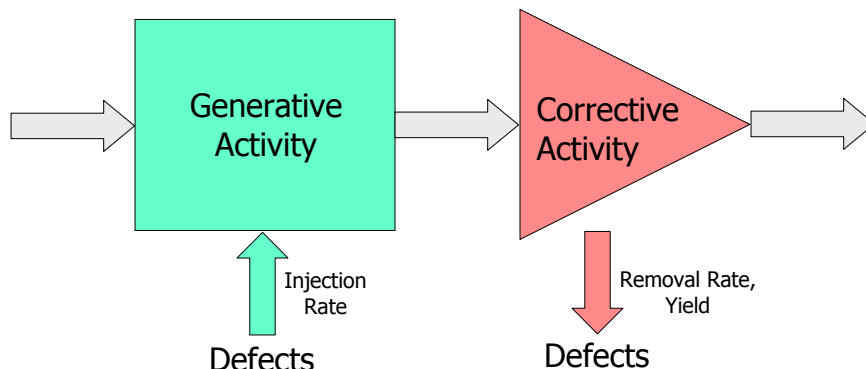 Generative
Activity
Corrective
Activity
Injection
Rate
Removal Rate,
Yield
Defects
Defects